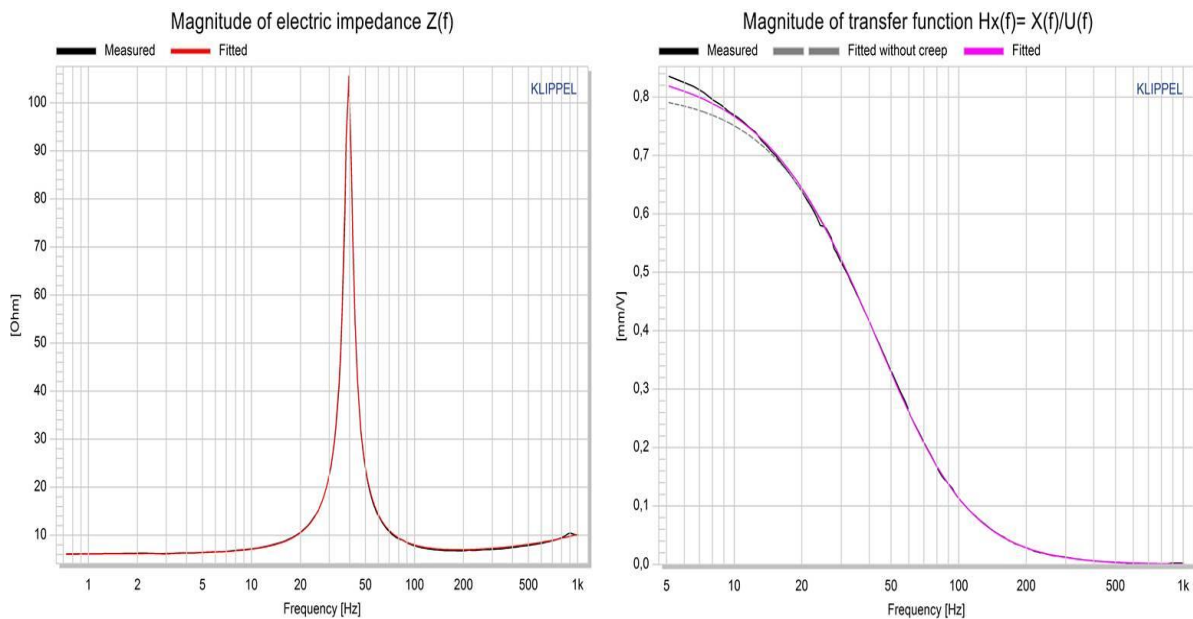 Magnitude of electric impedance Z(f)
Measured Fitted
KLIPPEL
100
90
80
70
60
50
40
30
20
10
[Ohm]
1 2 5 10 20 50 100 200 500 1k
Frequency [Hz]
Magnitude of transfer function Hx(f)= X(f)/U(f)
Measured Fitted without creep Fitted
KLIPPEL
0,8
0,7
0,6
0,5
0,4
0,3
0,2
0,1
0,0
[mm/V]
5 10 20 50 100 200 500 1k
Frequency [Hz]